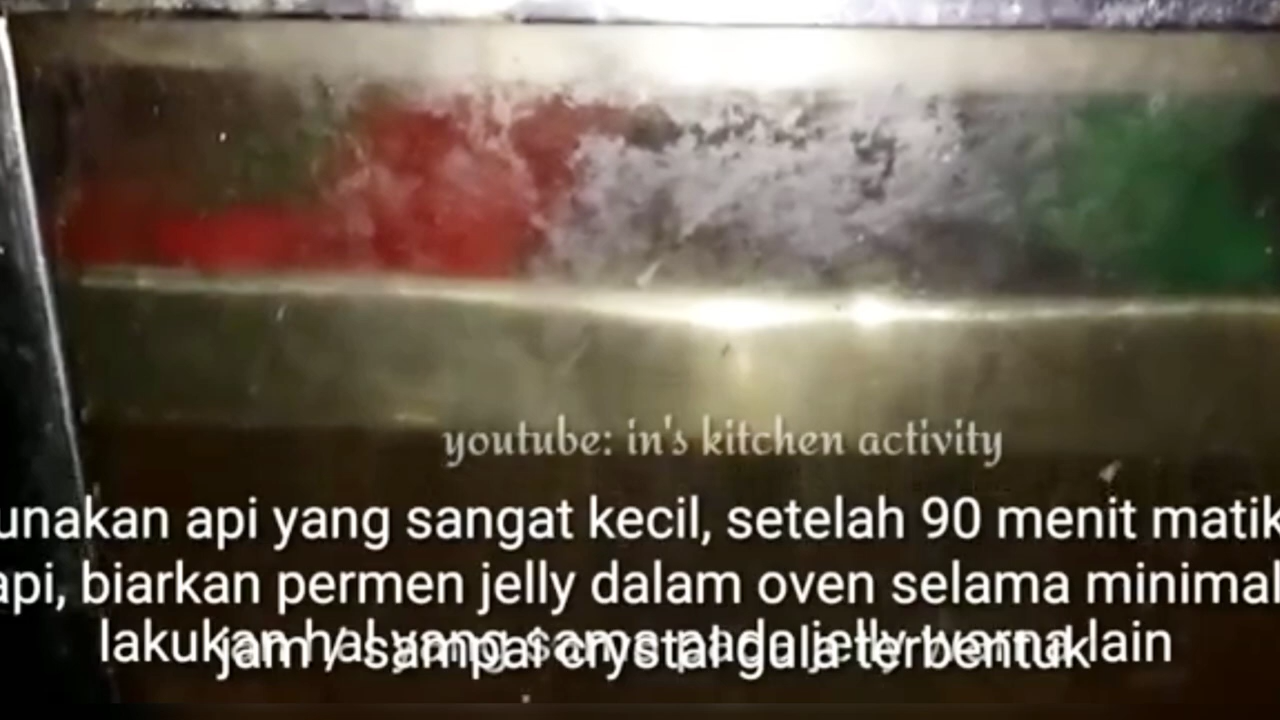 youtube: in's kitchen activity
unakan api yang sangat kecil, setelah 90 menit matik
api, biarkan permen jelly dalam oven selama minimal
lakukan hal yang sama pada jelly warna lain
jam / sampai crystal gula terbentuk